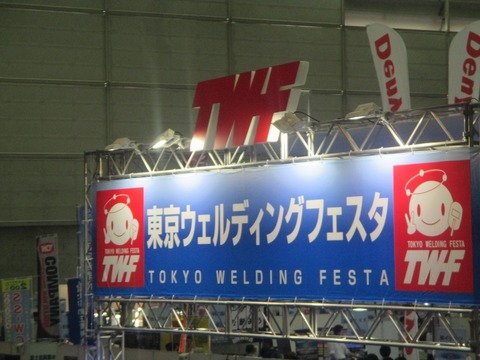 TWF
東京ウェルディングフェスタ
TOKYO WELDING FESTA
TOKYO WELDING FESTA
TWF
TOKYO WELDING FESTA
TWF